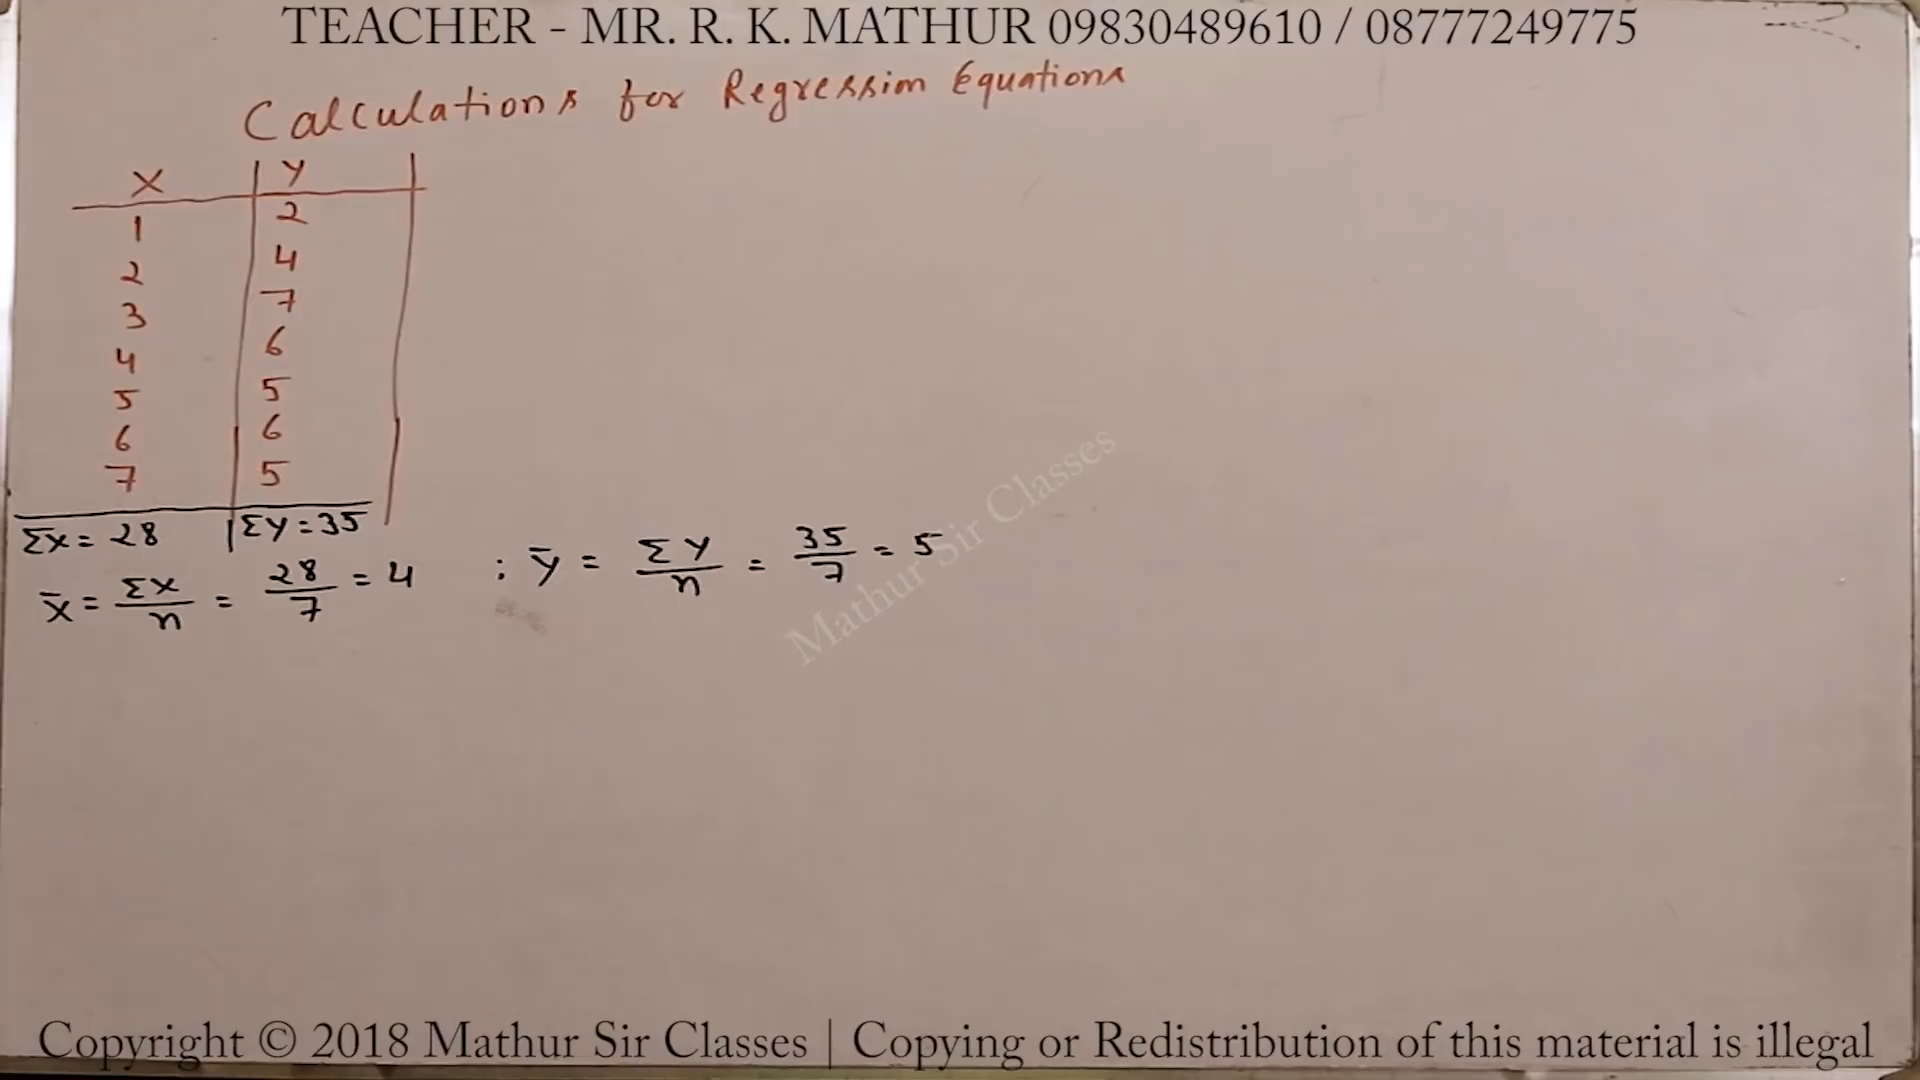 TEACHER - MR. R. K. MATHUR 09830489610 / 08777249775
Calculations for Regression Equations
X Y
1 2
2 4
3 7
4 6
5 5
6 6
7 5
ΣX = 28 ΣY = 35
x̄ = ΣX/n = 28/7 = 4 ; ȳ = ΣY/n = 35/7 = 5
Mathur Sir Classes
Copyright © 2018 Mathur Sir Classes | Copying or Redistribution of this material is illegal